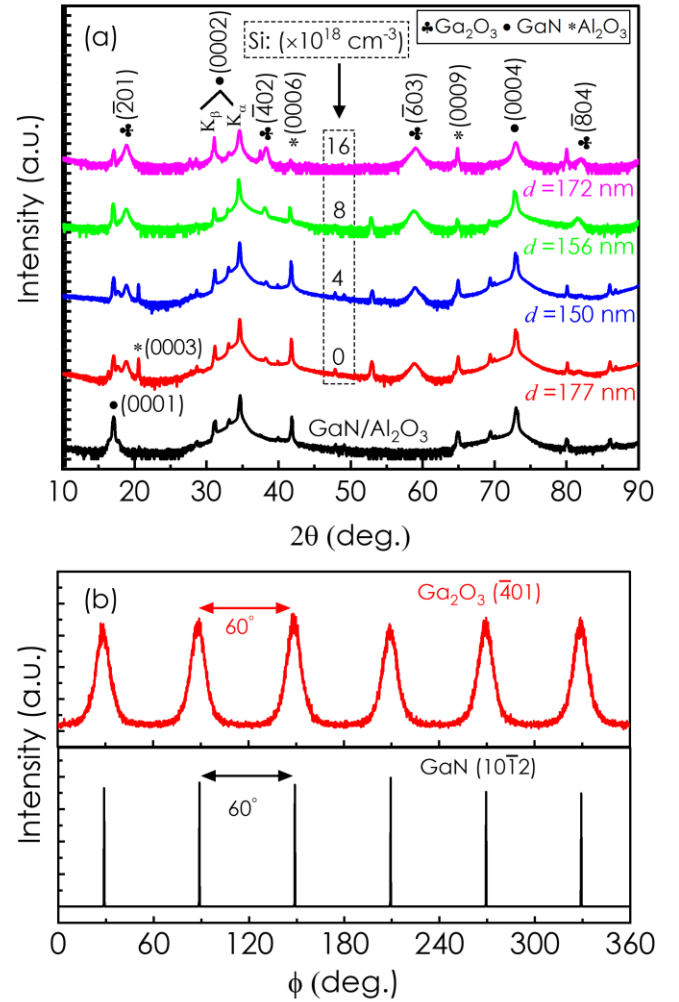 (a)
Si: (×10¹⁸ cm⁻³)
♣Ga₂O₃ ●GaN *Al₂O₃
♣(2̅01)
●(0002)
Kβ
Kα
♣(4̅02)
*(0006)
♣(6̅03)
*(0009)
●(0004)
♣(8̅04)
16
d=172 nm
8
d=156 nm
4
d=150 nm
*(0003)
0
d=177 nm
●(0001)
GaN/Al₂O₃
Intensity (a.u.)
10 20 30 40 50 60 70 80 90
2θ (deg.)
(b)
Ga₂O₃ (4̅01)
60°
GaN (101̅2)
60°
Intensity (a.u.)
0 60 120 180 240 300 360
ϕ (deg.)